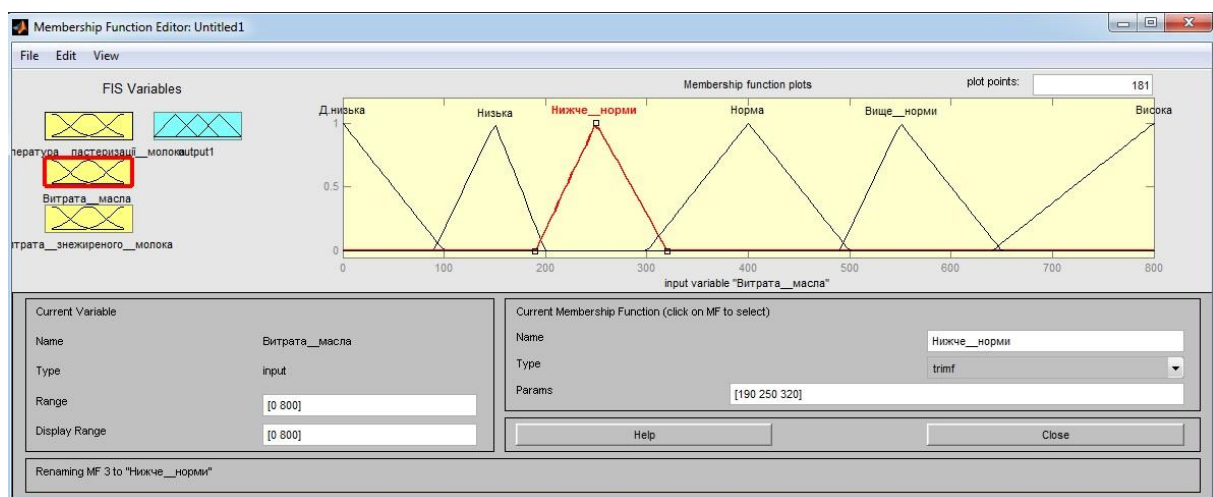 Membership Function Editor: Untitled1
File Edit View
FIS Variables
Membership function plots
plot points:
181
Д.низька Низька Нижче__норми Норма Вище__норми Висока
1
0.5
0
0 100 200 300 400 500 600 700 800
input variable "Витрата__масла"
пература__пастеризації__молока output1
Витрата__масла
трата__знежиреного__молока
Current Variable
Name Витрата__масла
Type input
Range [0 800]
Display Range [0 800]
Current Membership Function (click on MF to select)
Name Нижче__норми
Type trimf
Params [190 250 320]
Help Close
Renaming MF 3 to "Нижче__норми"